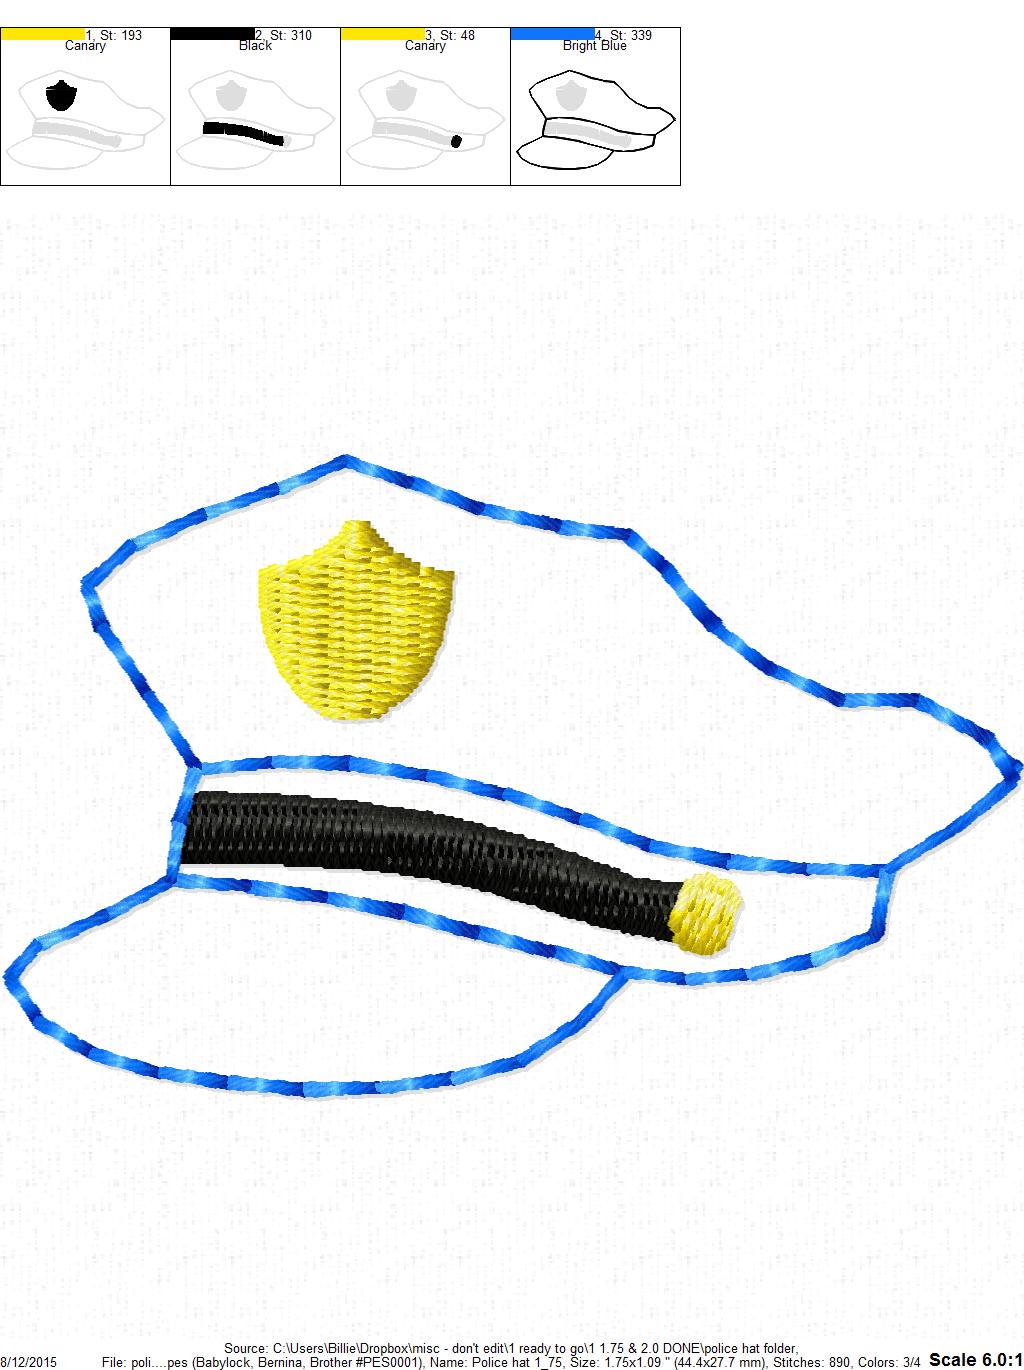 1, St: 193
Canary
2, St: 310
Black
3, St: 48
Canary
4, St: 339
Bright Blue
Source: C:\Users\Billie\Dropbox\misc - don't edit\1 ready to go\1 1.75 & 2.0 DONE\police hat folder,
8/12/2015 File: poli....pes (Babylock, Bernina, Brother #PES0001), Name: Police hat 1_75, Size: 1.75x1.09 " (44.4x27.7 mm), Stitches: 890, Colors: 3/4 Scale 6.0:1